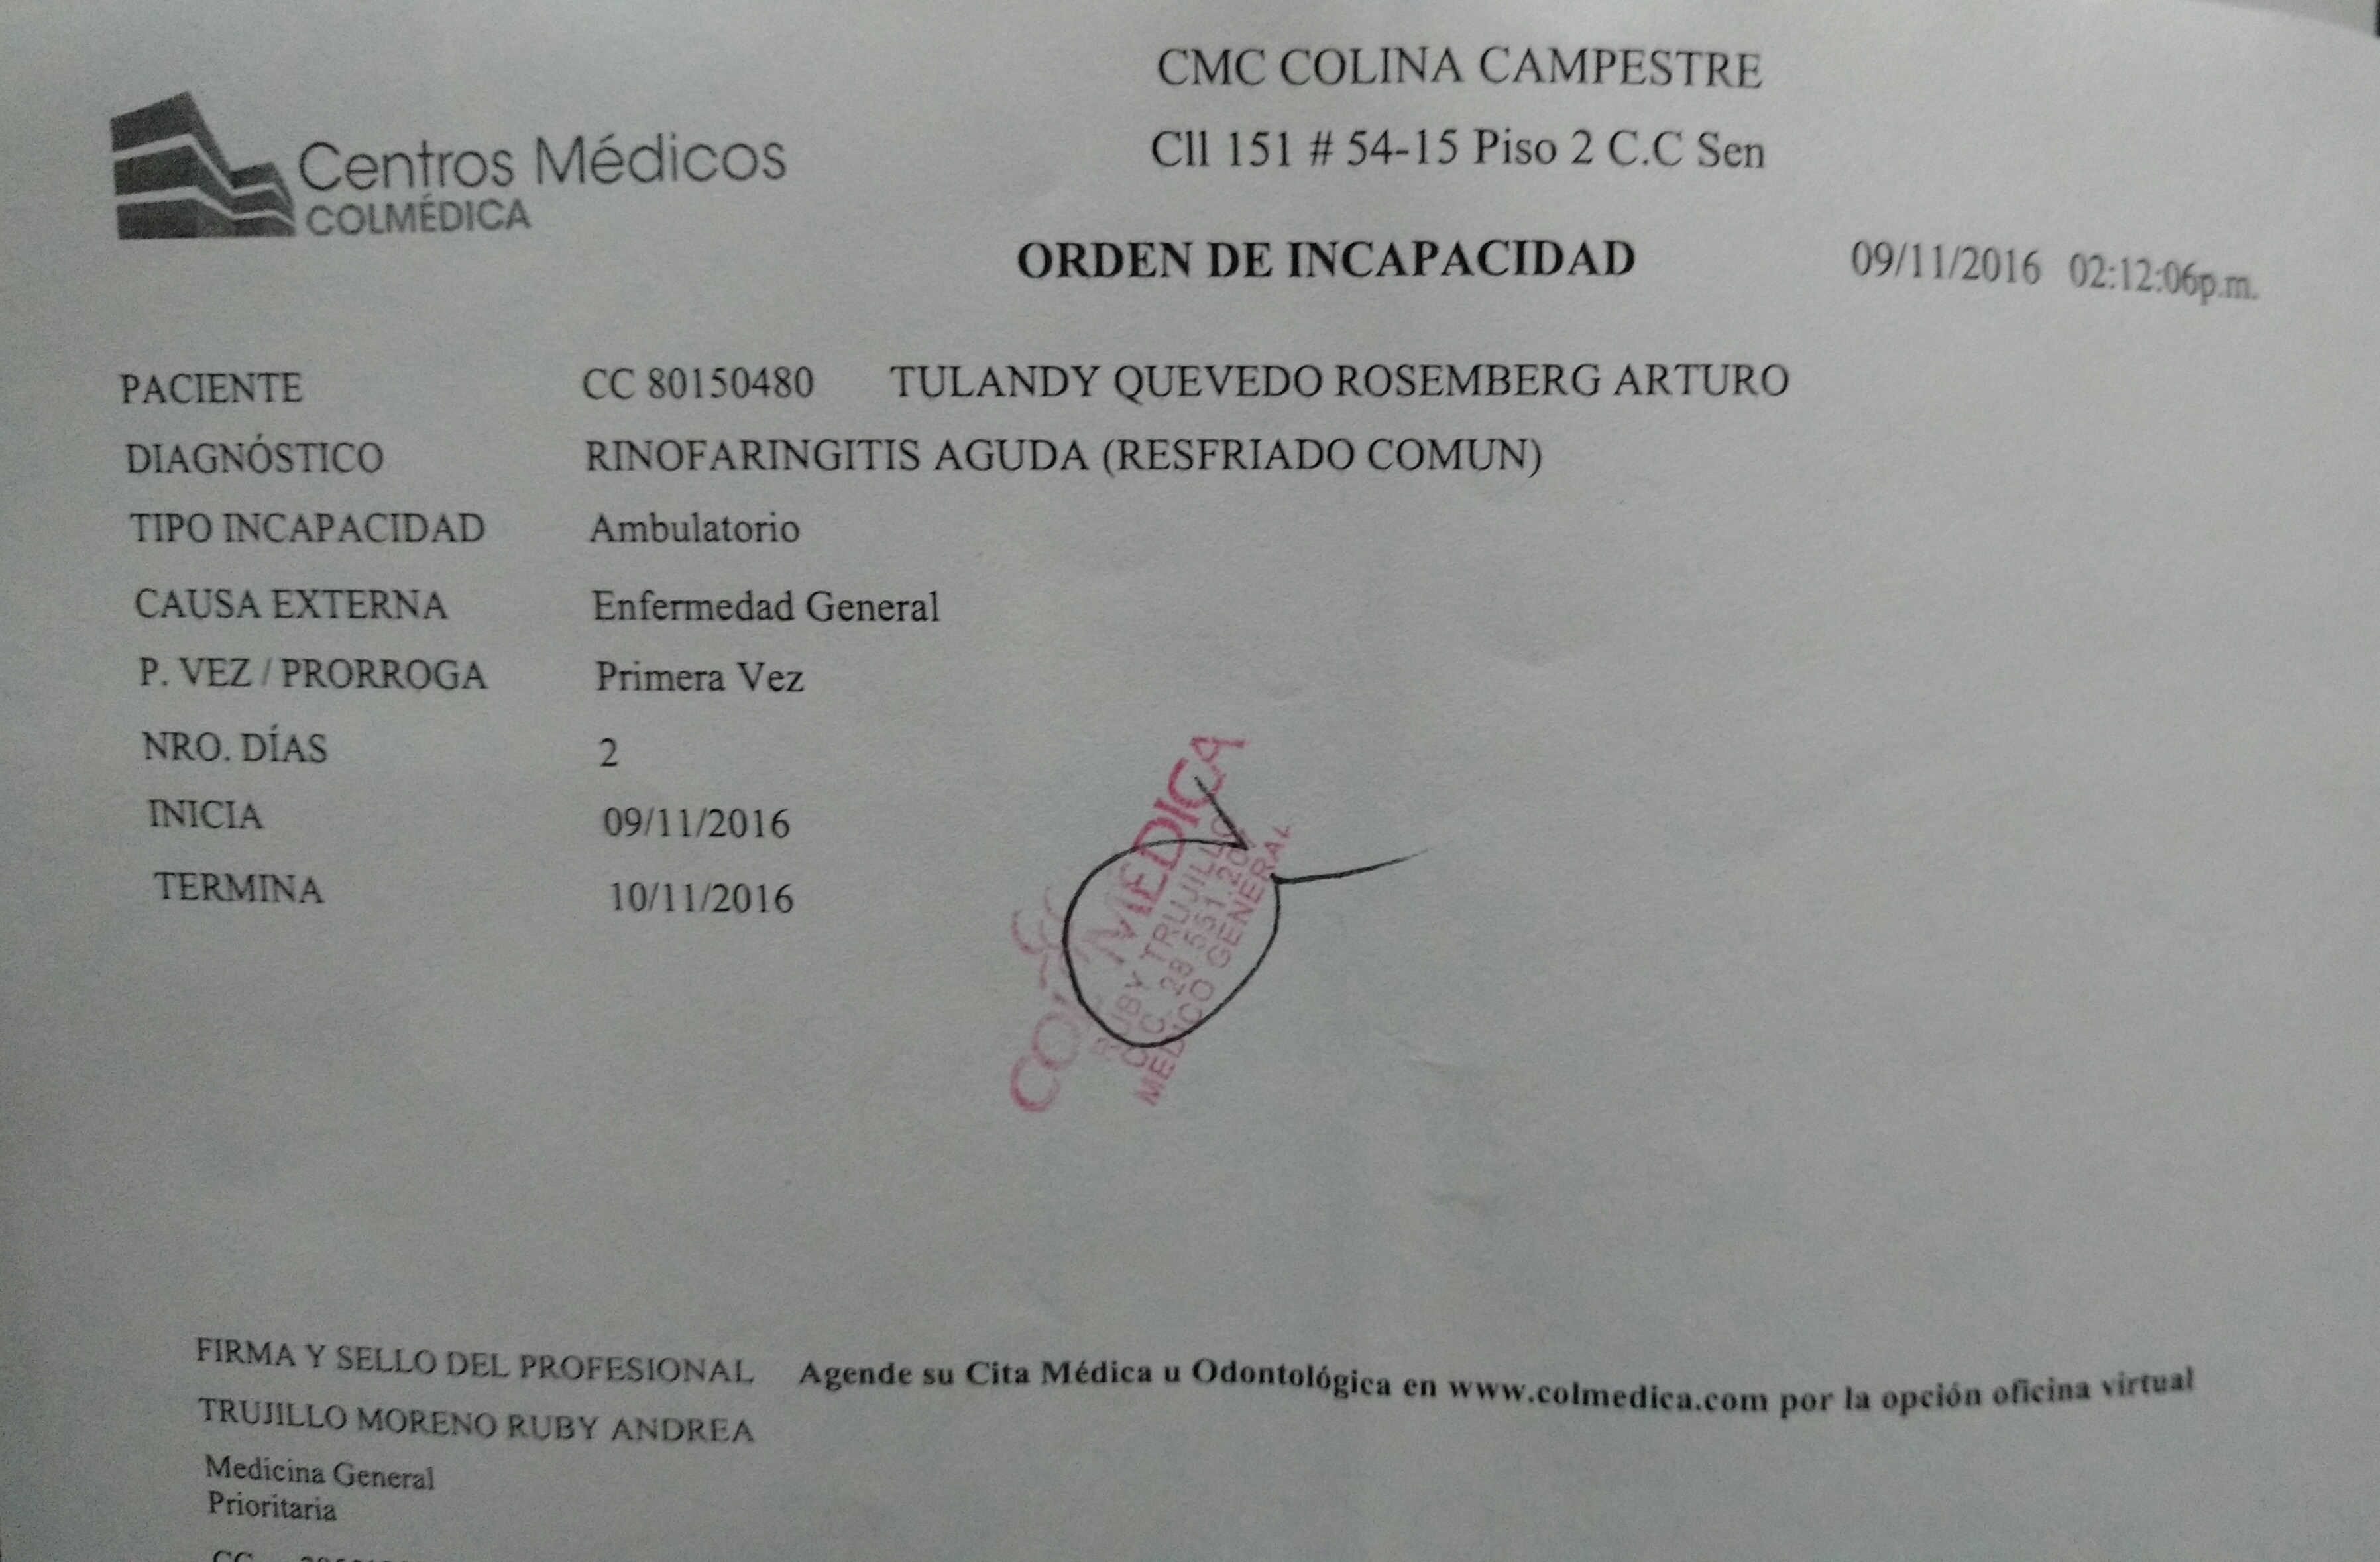 CMC COLINA CAMPESTRE
Centros Médicos
COLMÉDICA
Cll 151 # 54-15 Piso 2 C.C Sen
ORDEN DE INCAPACIDAD 09/11/2016 02:12:06p.m.
PACIENTE CC 80150480 TULANDY QUEVEDO ROSEMBERG ARTURO
DIAGNÓSTICO RINOFARINGITIS AGUDA (RESFRIADO COMUN)
TIPO INCAPACIDAD Ambulatorio
CAUSA EXTERNA Enfermedad General
P. VEZ / PRORROGA Primera Vez
NRO. DÍAS 2
INICIA 09/11/2016
TERMINA 10/11/2016
COLMEDICA
RUBY TRUJILLO
C.C. 28 551 207
MEDICO GENERAL
FIRMA Y SELLO DEL PROFESIONAL Agende su Cita Médica u Odontológica en www.colmedica.com por la opción oficina virtual
TRUJILLO MORENO RUBY ANDREA
Medicina General
Prioritaria
CC